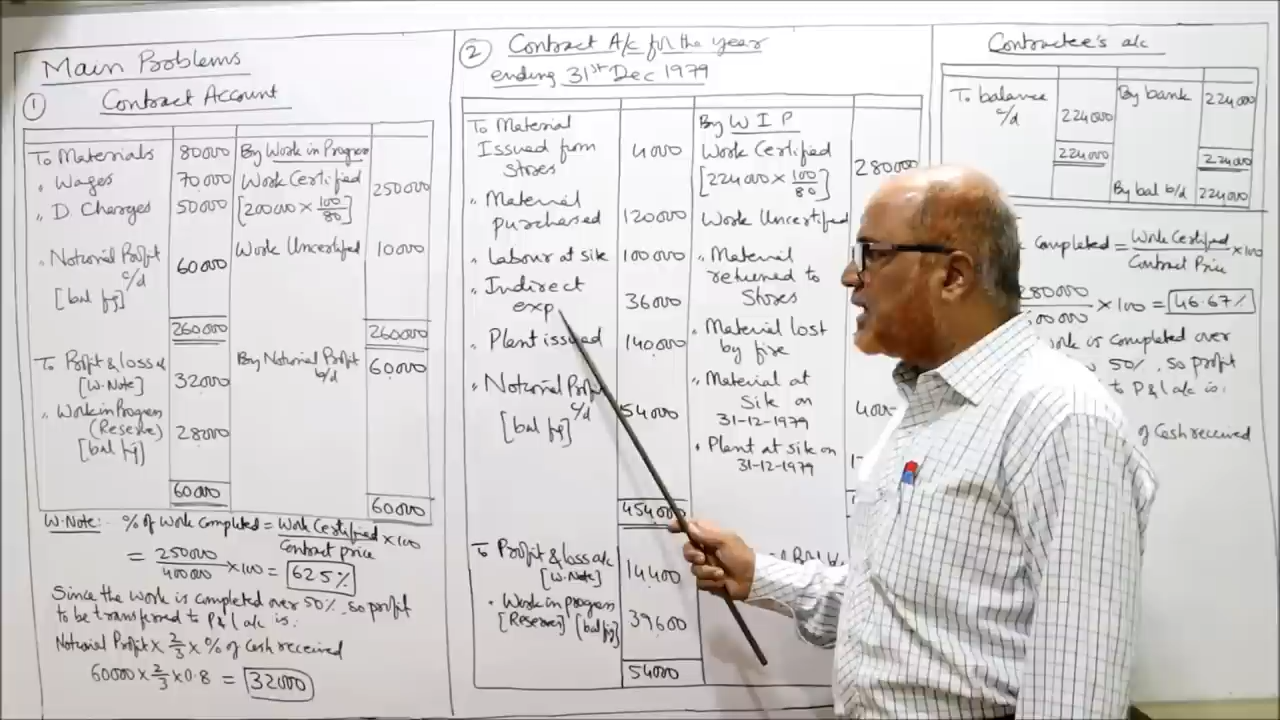 Main Problems
① Contract Account
To Materials 80000 By Work in Progress
" Wages 70000 Work Certified 250000
" D. Charges 50000 [200000 × 100/80]
" Notional Profit c/d 60000 Work Uncertified 10000
[bal fig]
260000 260000
To Profit & loss a/c 32000 By Notional Profit b/d 60000
[W.Note]
" Work in Progress 28000
(Reserve)
[bal fig]
60000 60000
W.Note:- % of Work Completed = Work Certified / Contract price × 100
= 250000 / 400000 × 100 = 62.5%
Since the Work is Completed over 50%, so profit
to be transferred to P&L a/c is:
Notional Profit × 2/3 × % of Cash received
60000 × 2/3 × 0.8 = 32000
② Contract A/c for the year
ending 31st Dec 1979
To Material By W I P
Issued from 4000 Work Certified 280000
Stores [224000 × 100/80]
" Material
purchased 120000 Work Uncertified
" Labour at site 100000 " Material
" Indirect returned to
exp 36000 Stores
" Plant issued 140000 " Material lost
by fire
" Notional Profit c/d 54000 " Material at
[bal fig] Site on
31-12-1979
" Plant at site on
31-12-1979
454000
To Profit & loss a/c 14400
[W.Note]
" Work in progress 39600
[Reserve] [bal fig]
54000
Contractee's a/c
To balance c/d 224000 By bank 224000
224000 224000
By bal b/d 224000
Completed = Work Certified / Contract Price × 100
280000
× 100 = 46.67%
work is completed over
50%, so profit
to P&L a/c is:
of Cash received